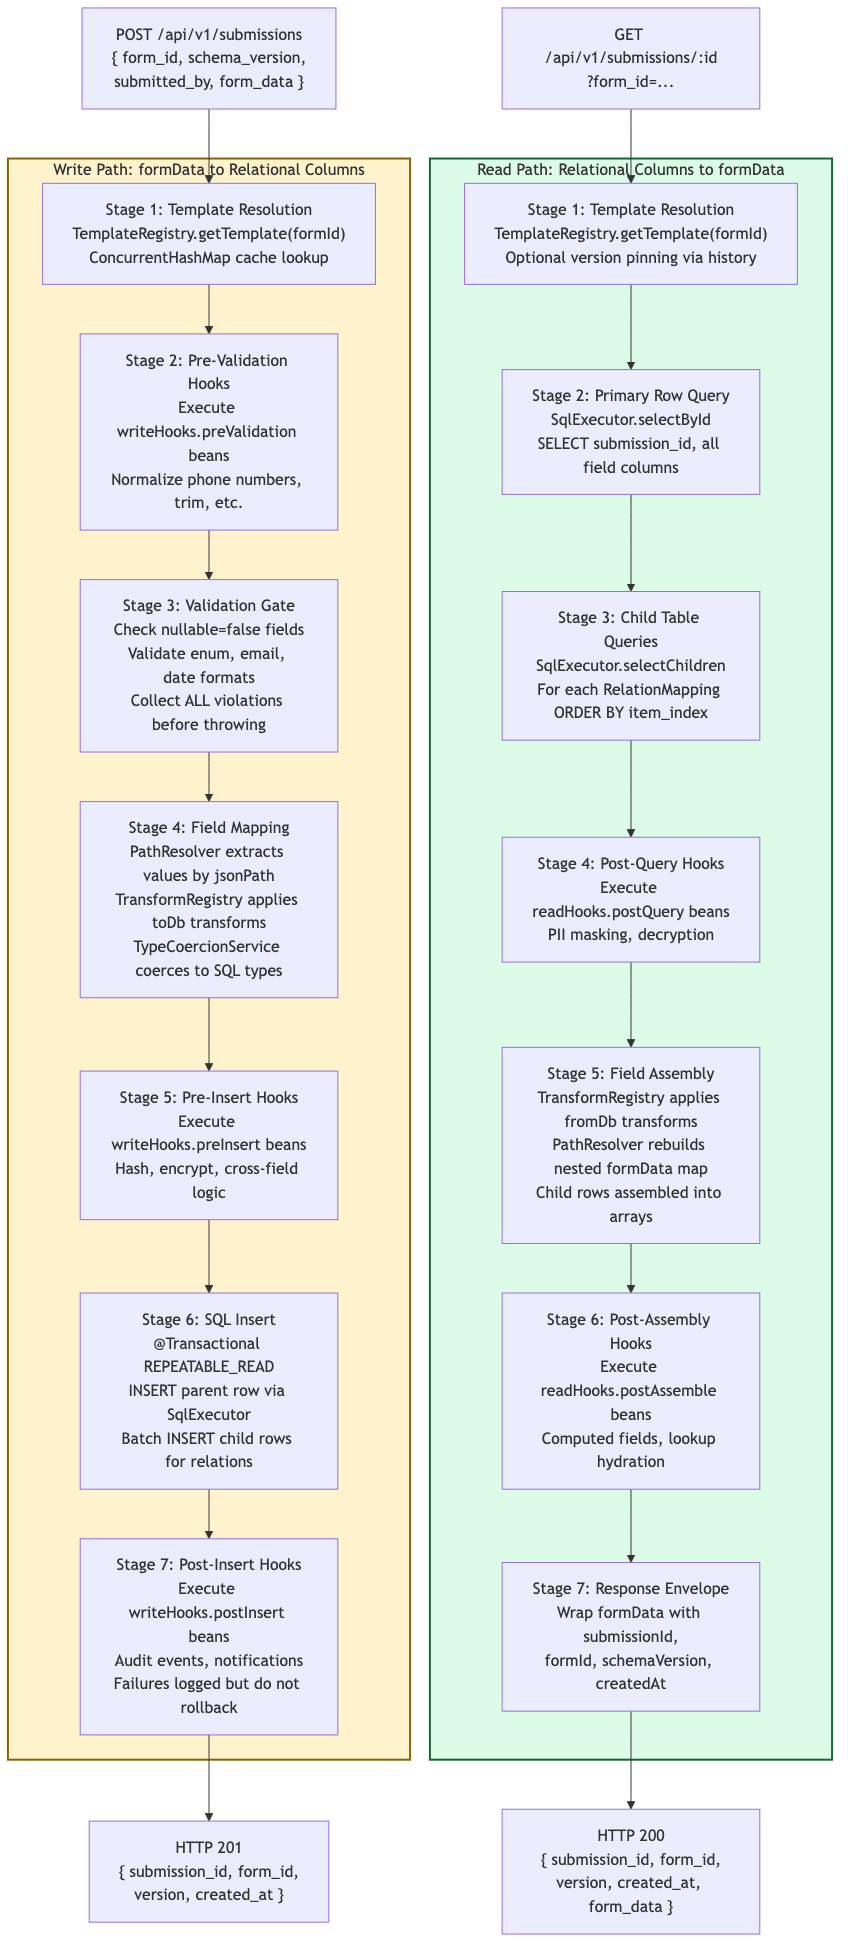 POST /api/v1/submissions
{ form_id, schema_version,
submitted_by, form_data }
Write Path: formData to Relational Columns
Stage 1: Template Resolution
TemplateRegistry.getTemplate(formId)
ConcurrentHashMap cache lookup
Stage 2: Pre-Validation
Hooks
Execute
writeHooks.preValidation
beans
Normalize phone numbers,
trim, etc.
Stage 3: Validation Gate
Check nullable=false fields
Validate enum, email,
date formats
Collect ALL violations
before throwing
Stage 4: Field Mapping
PathResolver extracts
values by jsonPath
TransformRegistry applies
toDb transforms
TypeCoercionService
coerces to SQL types
Stage 5: Pre-Insert Hooks
Execute
writeHooks.preInsert beans
Hash, encrypt, cross-field
logic
Stage 6: SQL Insert
@Transactional
REPEATABLE_READ
INSERT parent row via
SqlExecutor
Batch INSERT child rows
for relations
Stage 7: Post-Insert Hooks
Execute
writeHooks.postInsert
beans
Audit events, notifications
Failures logged but do not
rollback
HTTP 201
{ submission_id, form_id,
version, created_at }
GET
/api/v1/submissions/:id
?form_id=...
Read Path: Relational Columns to formData
Stage 1: Template Resolution
TemplateRegistry.getTemplate(formId)
Optional version pinning via history
Stage 2: Primary Row Query
SqlExecutor.selectById
SELECT submission_id, all
field columns
Stage 3: Child Table
Queries
SqlExecutor.selectChildren
For each RelationMapping
ORDER BY item_index
Stage 4: Post-Query Hooks
Execute
readHooks.postQuery beans
PII masking, decryption
Stage 5: Field Assembly
TransformRegistry applies
fromDb transforms
PathResolver rebuilds
nested formData map
Child rows assembled into
arrays
Stage 6: Post-Assembly
Hooks
Execute
readHooks.postAssemble
beans
Computed fields, lookup
hydration
Stage 7: Response Envelope
Wrap formData with
submissionId,
formId, schemaVersion,
createdAt
HTTP 200
{ submission_id, form_id,
version, created_at,
form_data }